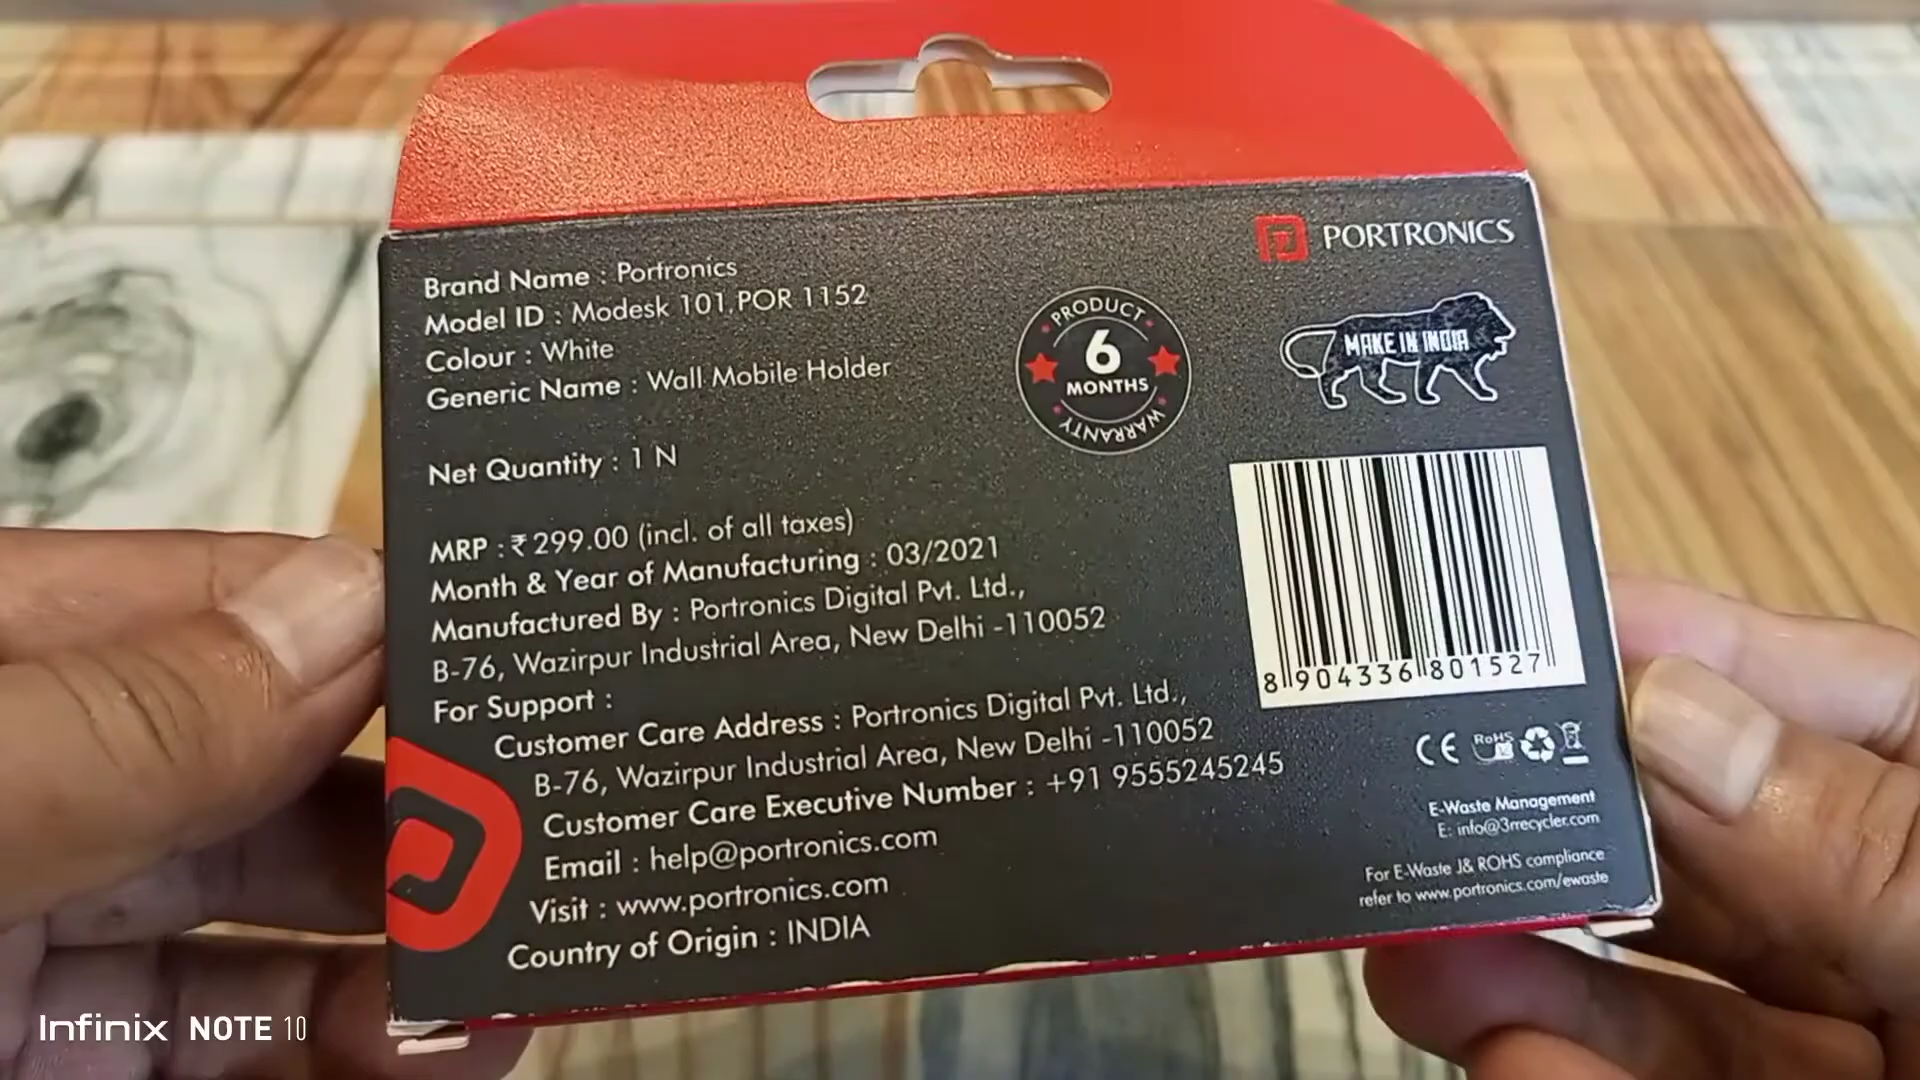 PORTRONICS
Brand Name : Portronics
Model ID : Modesk 101,POR 1152
Colour : White
Generic Name : Wall Mobile Holder
Net Quantity : 1 N
PRODUCT
6
MONTHS
WARRANTY
MAKE IN INDIA
MRP : ₹ 299.00 (incl. of all taxes)
Month & Year of Manufacturing : 03/2021
Manufactured By : Portronics Digital Pvt. Ltd.,
B-76, Wazirpur Industrial Area, New Delhi -110052
For Support :
Customer Care Address : Portronics Digital Pvt. Ltd.,
B-76, Wazirpur Industrial Area, New Delhi -110052
Customer Care Executive Number : +91 9555245245
Email : help@portronics.com
Visit : www.portronics.com
Country of Origin : INDIA
8 904336 801527
CE RoHS
E-Waste Management
E: info@3rrecycler.com
For E-Waste J& ROHS compliance
refer to www.portronics.com/ewaste
Infinix NOTE 10